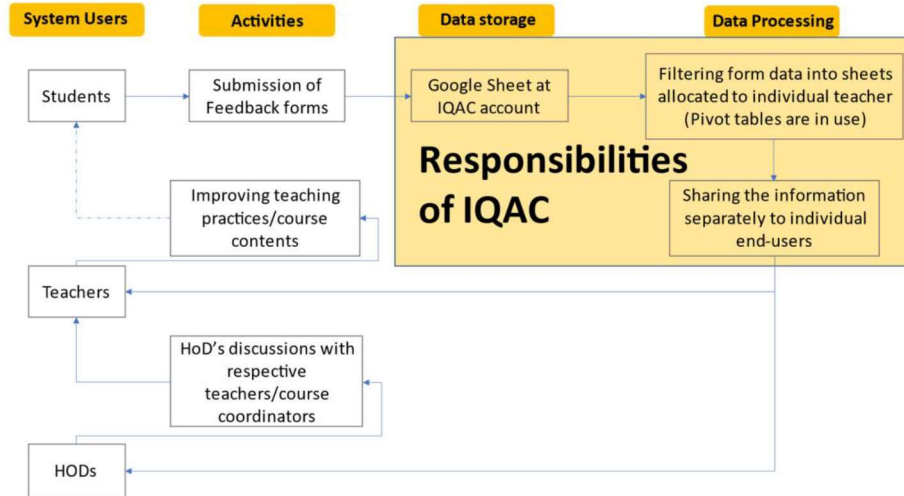 System Users
Activities
Data storage
Data Processing
Students
Submission of
Feedback forms
Google Sheet at
IQAC account
Filtering form data into sheets
allocated to individual teacher
(Pivot tables are in use)
Responsibilities
of IQAC
Improving teaching
practices/course
contents
Sharing the information
separately to individual
end-users
Teachers
HoD's discussions with
respective
teachers/course
coordinators
HODs